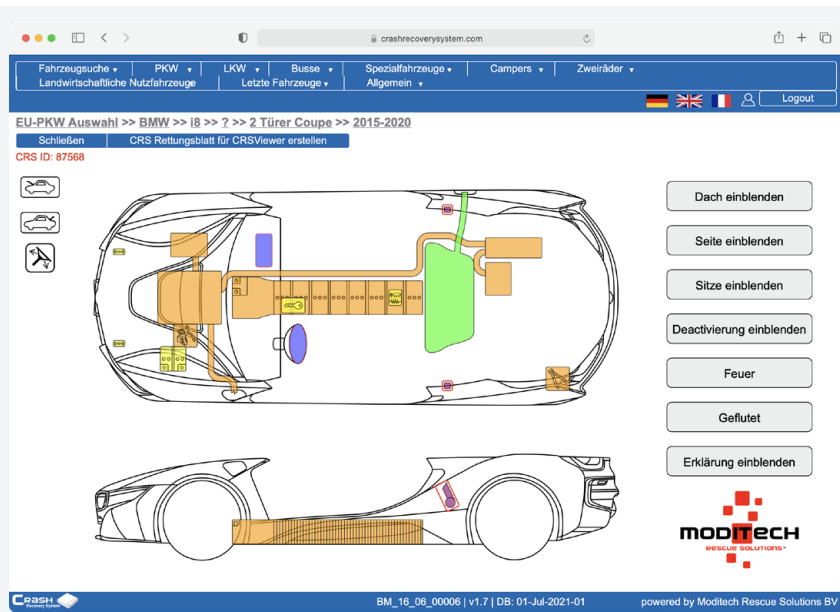 crashrecoverysystem.com
Fahrzeugsuche PKW LKW Busse Spezialfahrzeuge Campers Zweiräder
Landwirtschaftliche Nutzfahrzeuge Letzte Fahrzeuge Allgemein
Logout
EU-PKW Auswahl >> BMW >> i8 >> ? >> 2 Türer Coupe >> 2015-2020
Schließen CRS Rettungsblatt für CRSViewer erstellen
CRS ID: 87568
Dach einblenden
Seite einblenden
Sitze einblenden
Deactivierung einblenden
Feuer
Geflutet
Erklärung einblenden
MODITECH
RESCUE SOLUTIONS
CRASH
Recovery System
BM_16_06_00006 | v1.7 | DB: 01-Jul-2021-01
powered by Moditech Rescue Solutions BV